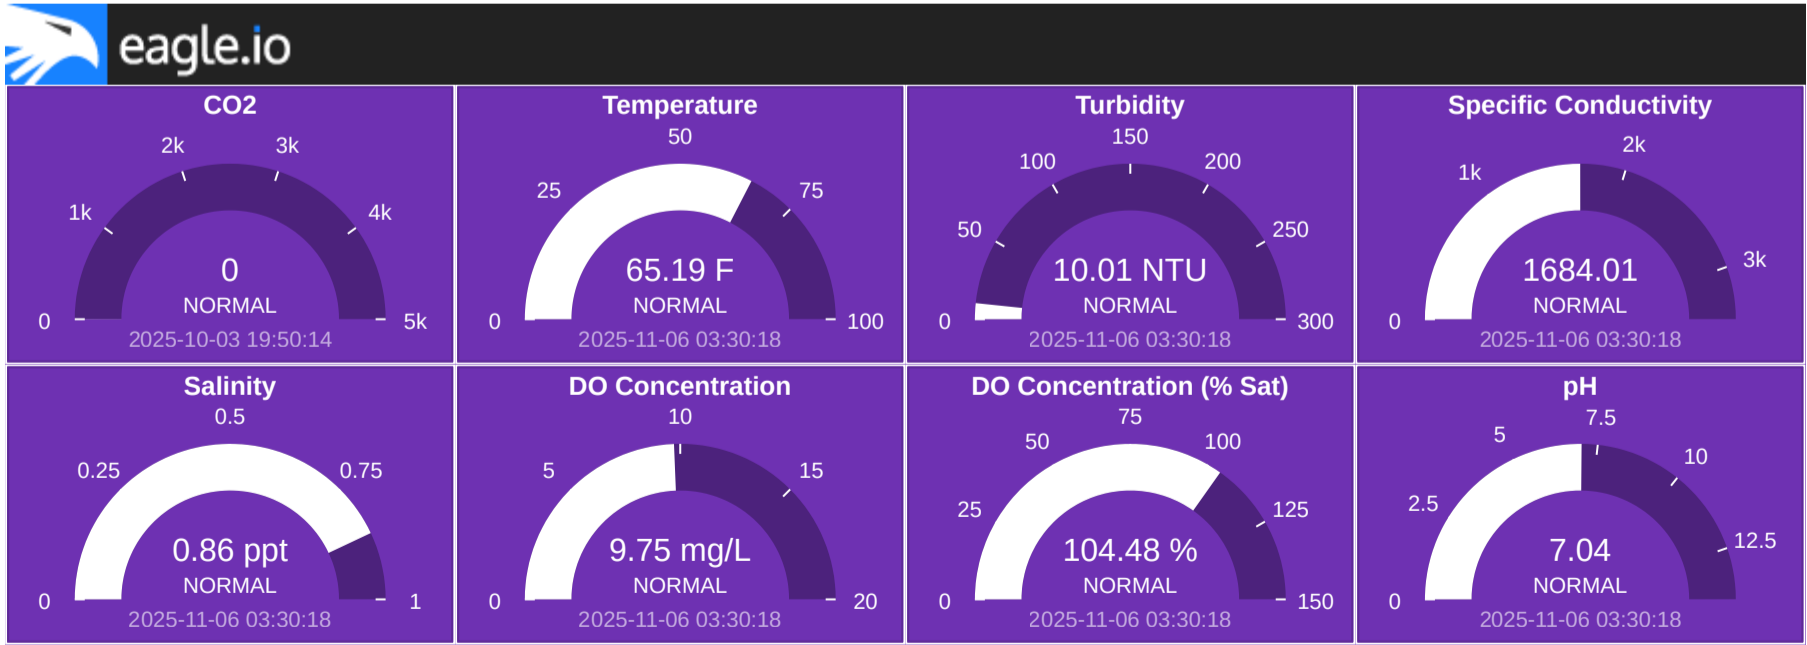 eagle.io
CO2
0
1k
2k
3k
4k
5k
0
NORMAL
2025-10-03 19:50:14
Temperature
0
25
50
75
100
65.19 F
NORMAL
2025-11-06 03:30:18
Turbidity
0
50
100
150
200
250
300
10.01 NTU
NORMAL
2025-11-06 03:30:18
Specific Conductivity
0
1k
2k
3k
1684.01
NORMAL
2025-11-06 03:30:18
Salinity
0
0.25
0.5
0.75
1
0.86 ppt
NORMAL
2025-11-06 03:30:18
DO Concentration
0
5
10
15
20
9.75 mg/L
NORMAL
2025-11-06 03:30:18
DO Concentration (% Sat)
0
25
50
75
100
125
150
104.48 %
NORMAL
2025-11-06 03:30:18
pH
0
2.5
5
7.5
10
12.5
7.04
NORMAL
2025-11-06 03:30:18